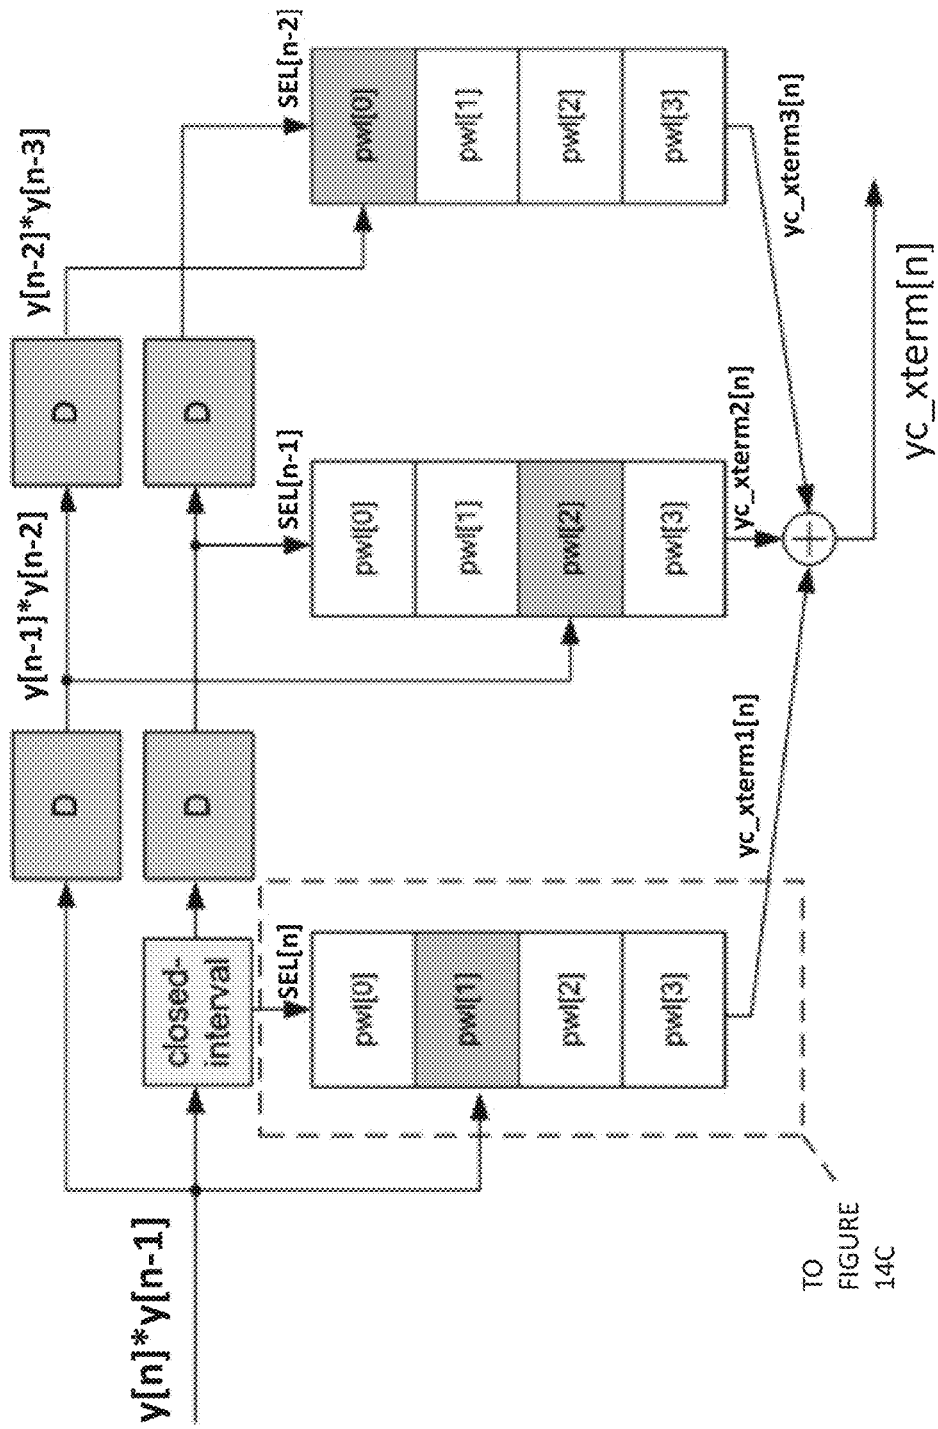 y[n]*y[n-1]
y[n-1]*y[n-2]
y[n-2]*y[n-3]
D
D
closed-
interval
D
D
SEL[n]
SEL[n-1]
SEL[n-2]
pwl[0]
pwl[1]
pwl[2]
pwl[3]
pwl[0]
pwl[1]
pwl[2]
pwl[3]
pwl[0]
pwl[1]
pwl[2]
pwl[3]
yc_xterm1[n]
yc_xterm2[n]
yc_xterm3[n]
+
yc_xterm[n]
TO
FIGURE
14C